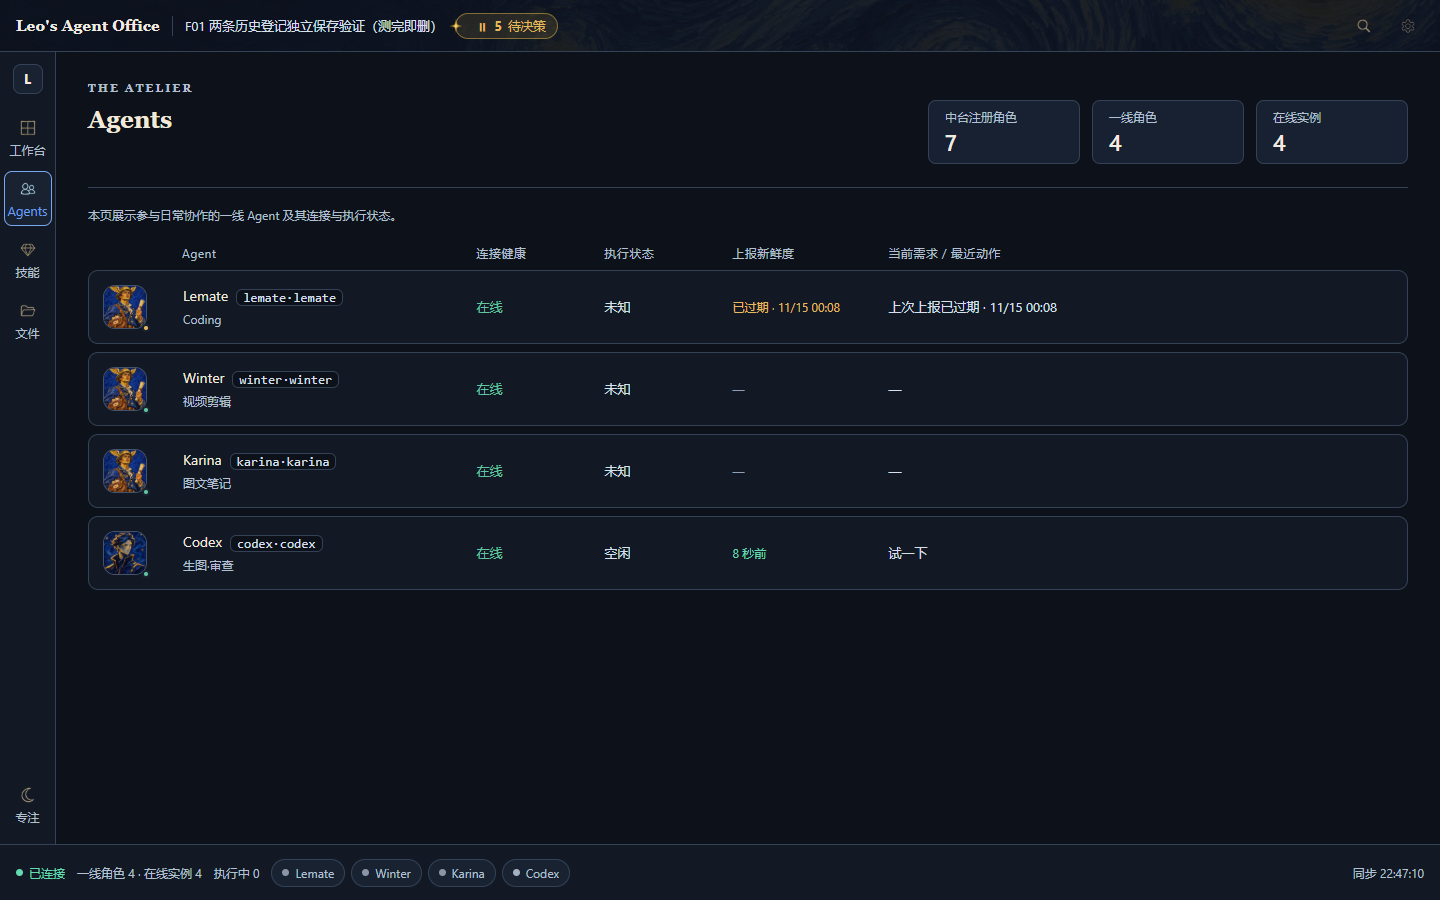 Leo's Agent Office
F01 两条历史登记独立保存验证（测完即删）
5 待决策
L
工作台
Agents
技能
文件
专注
THE ATELIER
Agents
中台注册角色
7
一线角色
4
在线实例
4
本页展示参与日常协作的一线 Agent 及其连接与执行状态。
Agent 连接健康 执行状态 上报新鲜度 当前需求 / 最近动作
Lemate lemate·lemate
Coding
在线 未知 已过期 · 11/15 00:08 上次上报已过期 · 11/15 00:08
Winter winter·winter
视频剪辑
在线 未知 — —
Karina karina·karina
图文笔记
在线 未知 — —
Codex codex·codex
生图·审查
在线 空闲 8 秒前 试一下
已连接 一线角色 4 · 在线实例 4 执行中 0 Lemate Winter Karina Codex 同步 22:47:10